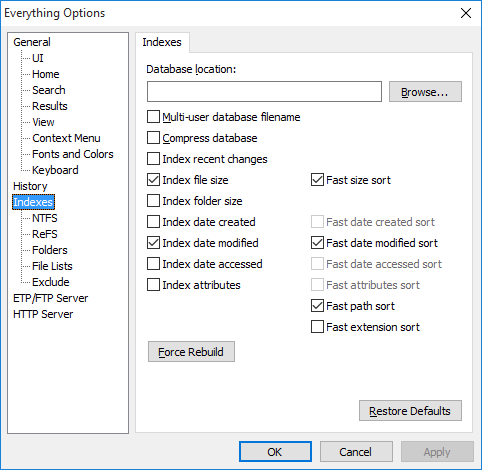 Everything Options
General
UI
Home
Search
Results
View
Context Menu
Fonts and Colors
Keyboard
History
Indexes
NTFS
ReFS
Folders
File Lists
Exclude
ETP/FTP Server
HTTP Server
Indexes
Database location:
Browse...
Multi-user database filename
Compress database
Index recent changes
Index file size
Fast size sort
Index folder size
Index date created
Fast date created sort
Index date modified
Fast date modified sort
Index date accessed
Fast date accessed sort
Index attributes
Fast attributes sort
Fast path sort
Fast extension sort
Force Rebuild
Restore Defaults
OK
Cancel
Apply